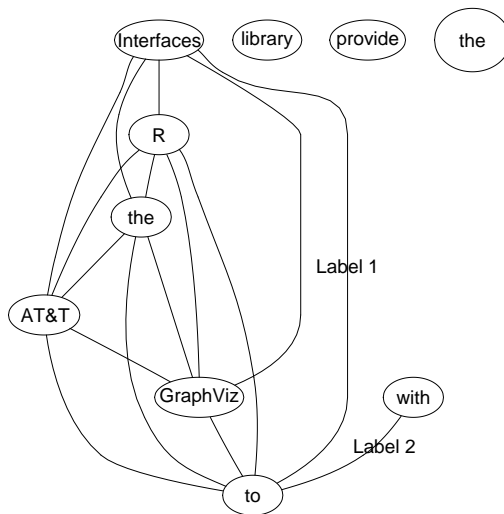 Interfaces
library
provide
the
R
the
Label 1
AT&T
GraphViz
with
Label 2
to